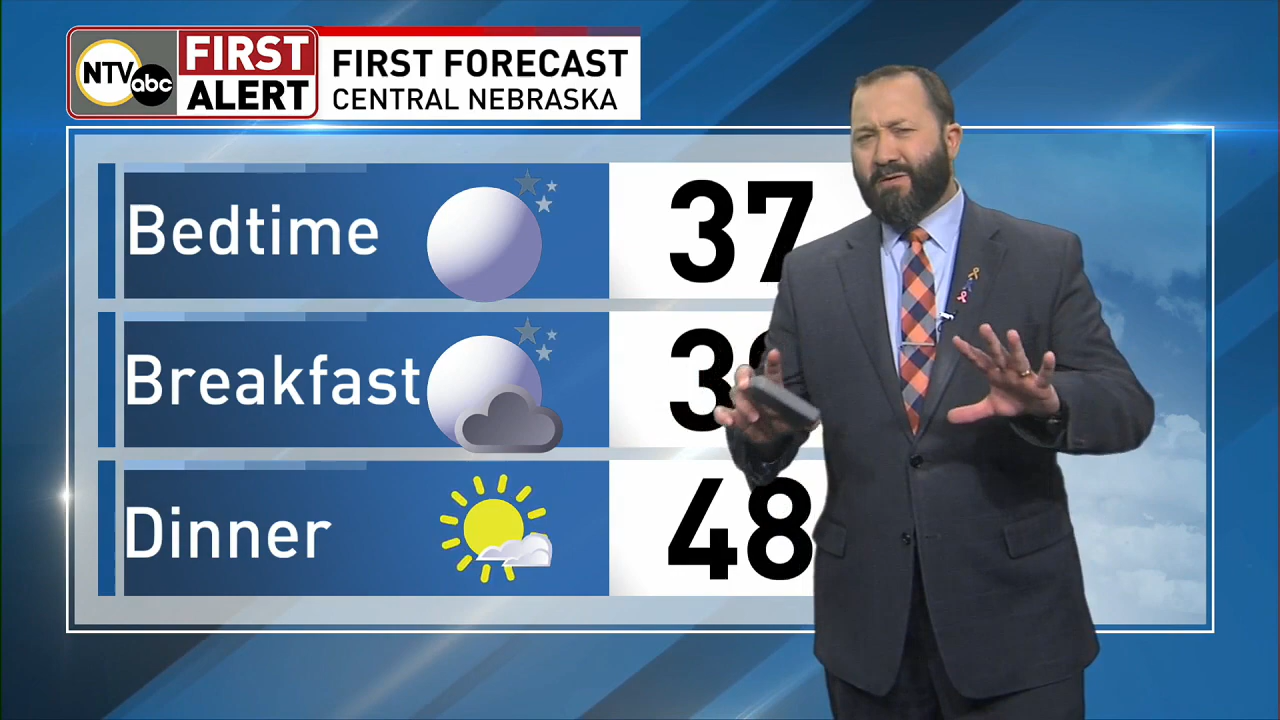 NTV
abc
FIRST
ALERT
FIRST FORECAST
CENTRAL NEBRASKA
Bedtime
37
Breakfast
Dinner
48